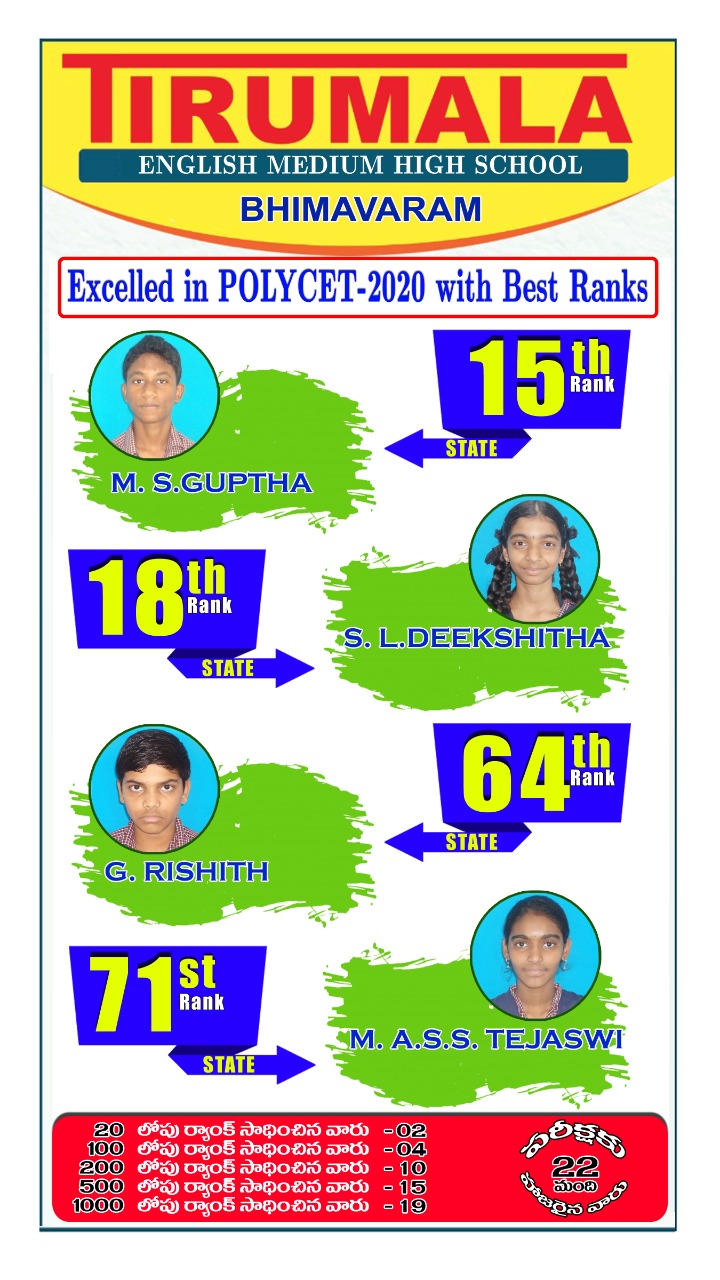 TIRUMALA
ENGLISH MEDIUM HIGH SCHOOL
BHIMAVARAM
Excelled in POLYCET-2020 with Best Ranks
15th Rank
STATE
M. S.GUPTHA
18th Rank
STATE
S. L.DEEKSHITHA
64th Rank
STATE
G. RISHITH
71st Rank
STATE
M. A.S.S. TEJASWI
20 లోపు ర్యాంక్ సాధించిన వారు - 02
100 లోపు ర్యాంక్ సాధించిన వారు - 04
200 లోపు ర్యాంక్ సాధించిన వారు - 10
500 లోపు ర్యాంక్ సాధించిన వారు - 15
1000 లోపు ర్యాంక్ సాధించిన వారు - 19
పరీక్షకు
22
మంది
హాజరైన వారు